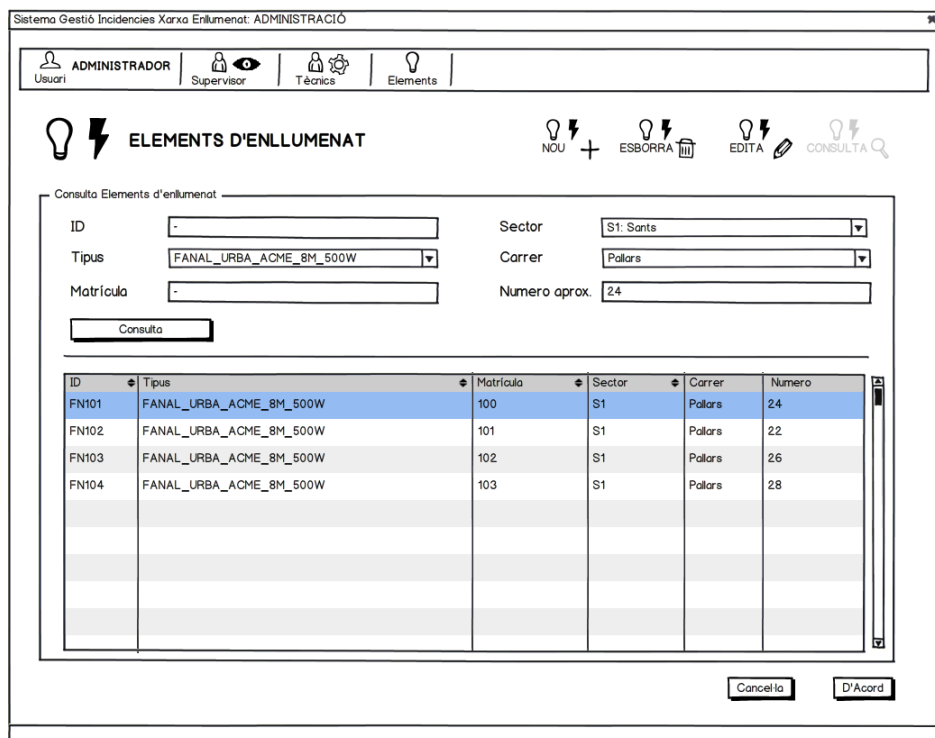 Sistema Gestió Incidencies Xarxa Enllumenat: ADMINISTRACIÓ
ADMINISTRADOR
Usuari Supervisor Tècnics Elements
ELEMENTS D'ENLLUMENAT
NOU ESBORRA EDITA CONSULTA
Consulta Elements d'enllumenat
ID - Sector S1: Sants
Tipus FANAL_URBA_ACME_8M_500W Carrer Pallars
Matrícula - Numero aprox. 24
Consulta
ID Tipus Matrícula Sector Carrer Numero
FN101 FANAL_URBA_ACME_8M_500W 100 S1 Pallars 24
FN102 FANAL_URBA_ACME_8M_500W 101 S1 Pallars 22
FN103 FANAL_URBA_ACME_8M_500W 102 S1 Pallars 26
FN104 FANAL_URBA_ACME_8M_500W 103 S1 Pallars 28
Cancel·la D'Acord